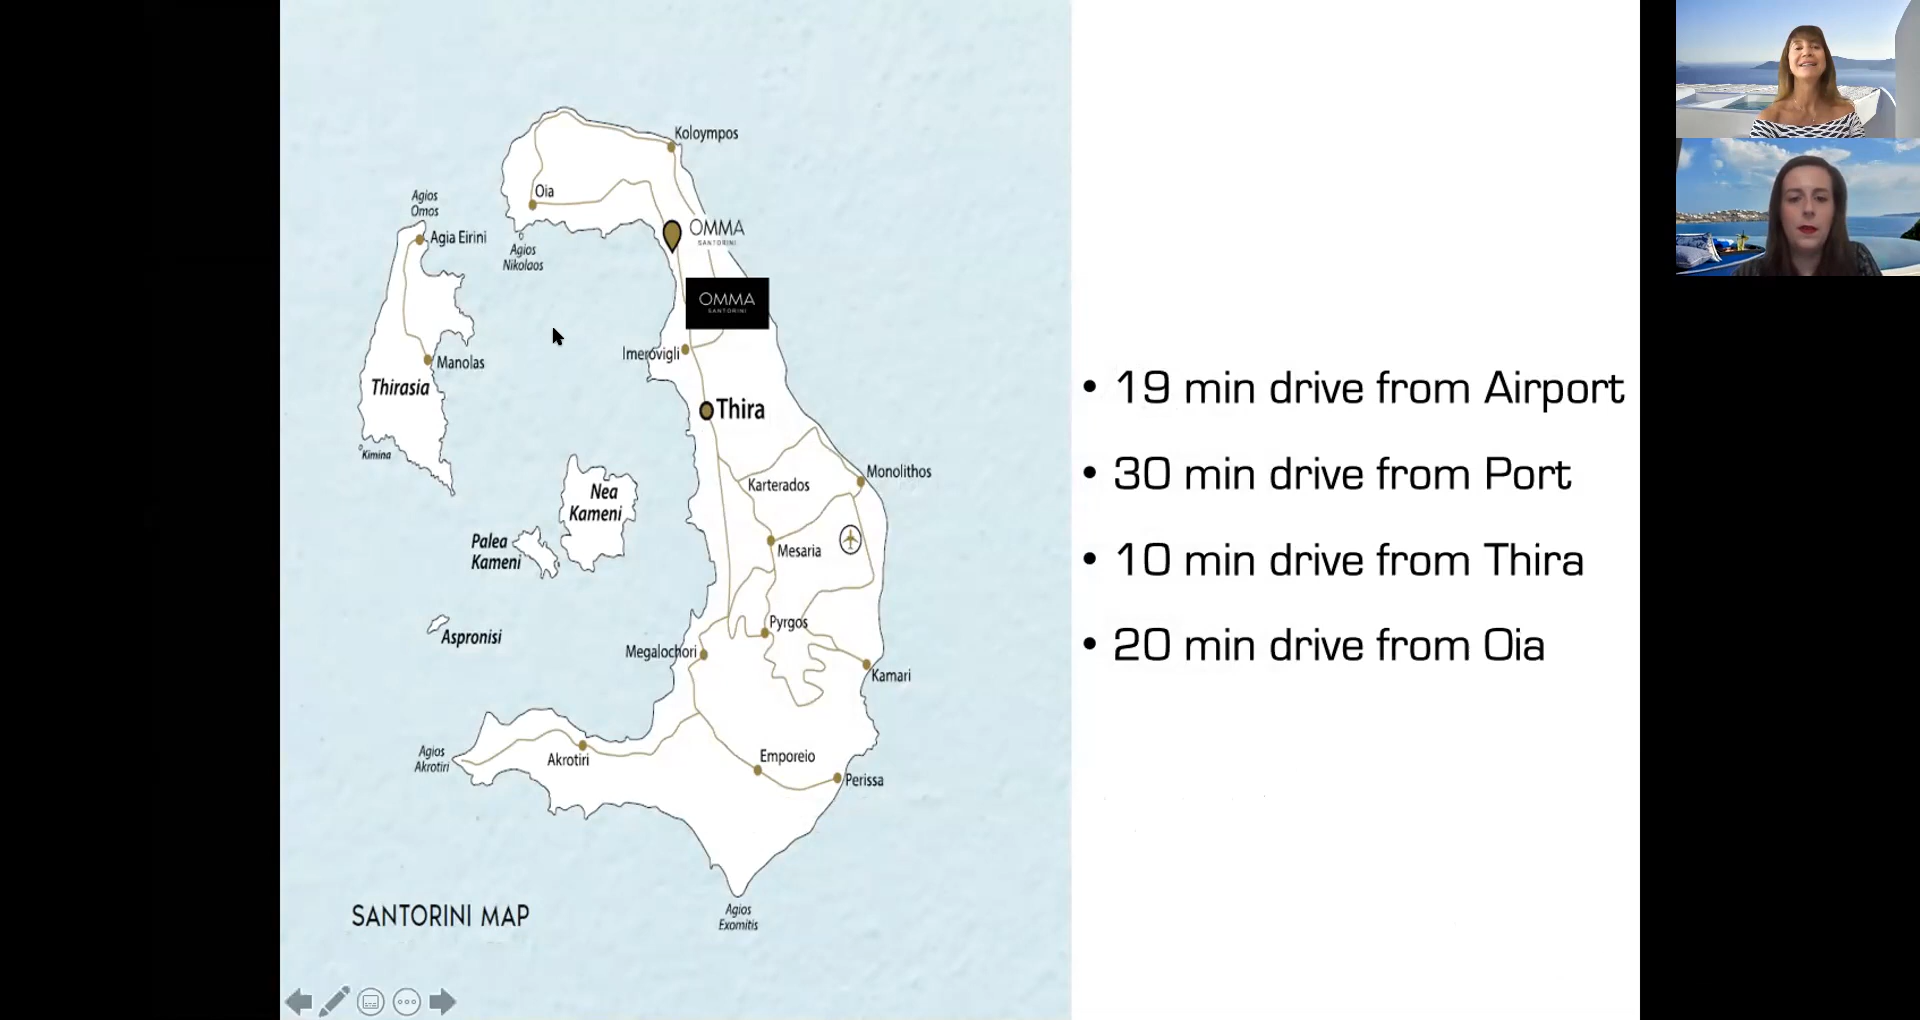 Koloympos
Oia
Agios
Omos
Agia Eirini
OMMA
SANTORINI
Agios
Nikolaos
OMMA
SANTORINI
Imerovigli
Manolas
Thirasia
Thira
Kimina
Monolithos
Karterados
Nea
Kameni
Palea
Kameni
Mesaria
Aspronisi
Pyrgos
Megalochori
Kamari
Agios
Akrotiri
Akrotiri
Emporeio
Perissa
Agios
Exomitis
SANTORINI MAP
• 19 min drive from Airport
• 30 min drive from Port
• 10 min drive from Thira
• 20 min drive from Oia